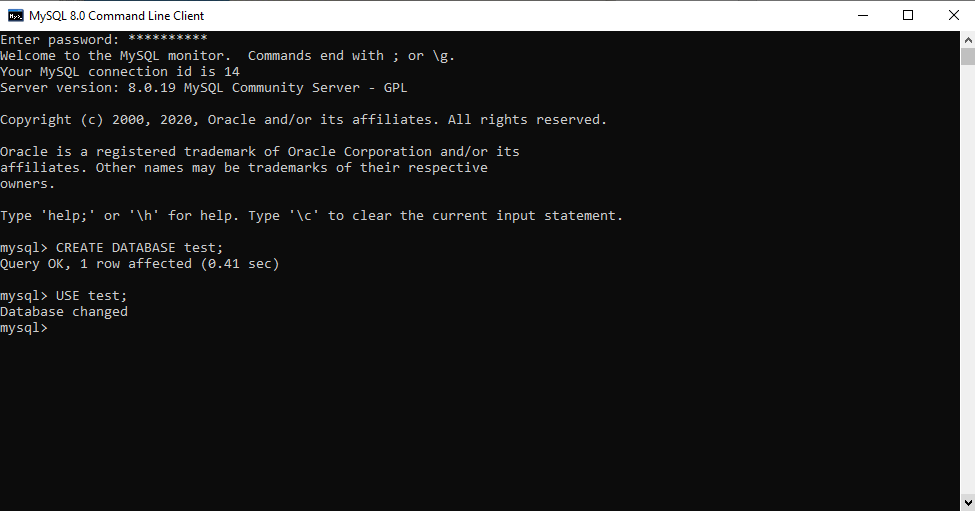 MySQL 8.0 Command Line Client
Enter password: **********
Welcome to the MySQL monitor.  Commands end with ; or \g.
Your MySQL connection id is 14
Server version: 8.0.19 MySQL Community Server - GPL
Copyright (c) 2000, 2020, Oracle and/or its affiliates. All rights reserved.
Oracle is a registered trademark of Oracle Corporation and/or its
affiliates. Other names may be trademarks of their respective
owners.
Type 'help;' or '\h' for help. Type '\c' to clear the current input statement.
mysql> CREATE DATABASE test;
Query OK, 1 row affected (0.41 sec)
mysql> USE test;
Database changed
mysql>